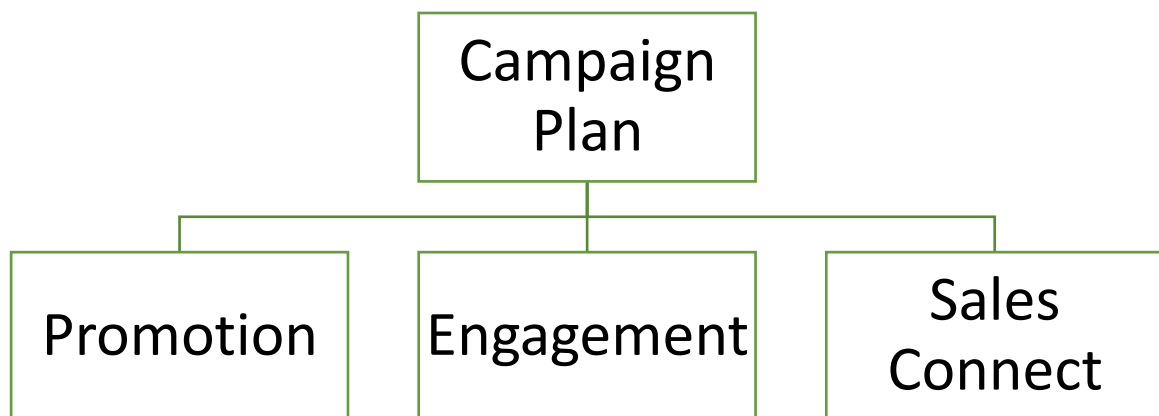 Campaign
Plan
Promotion
Engagement
Sales
Connect